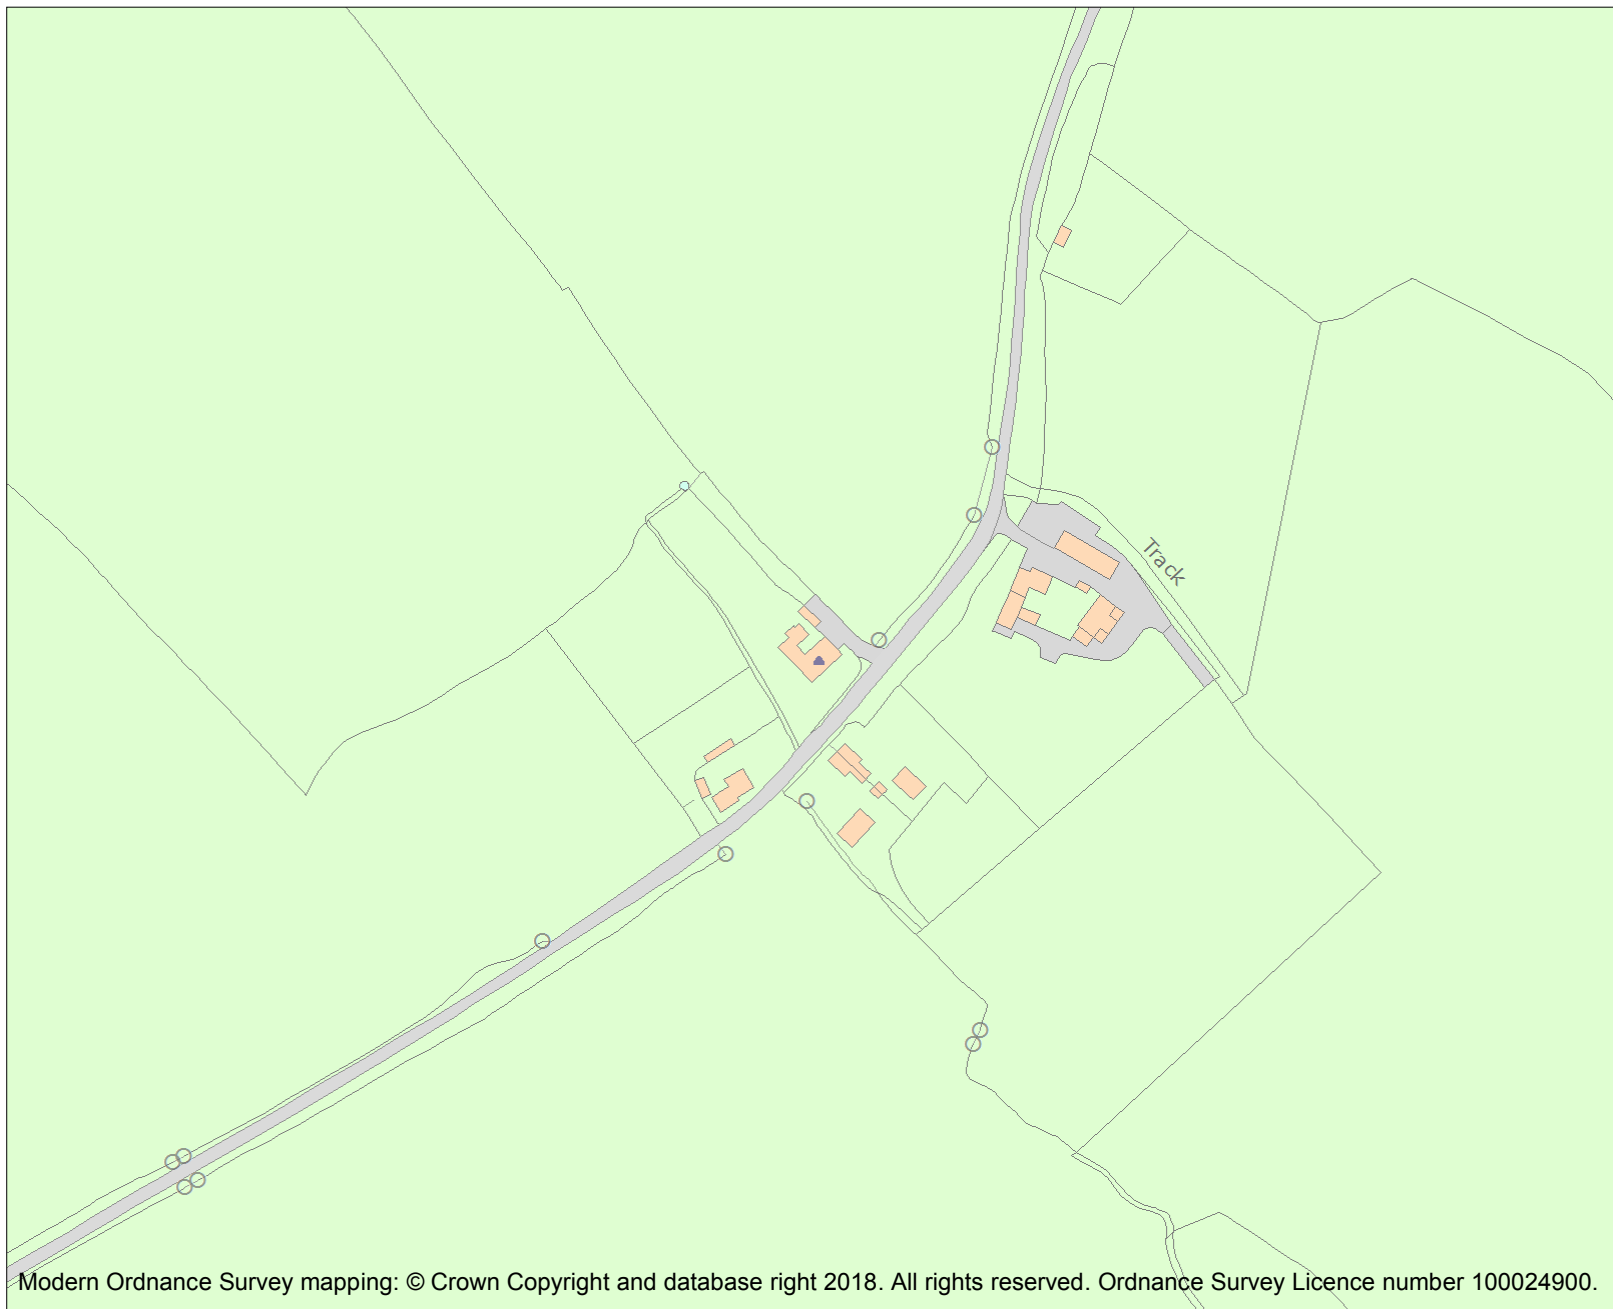 Track
Modern Ordnance Survey mapping: © Crown Copyright and database right 2018. All rights reserved. Ordnance Survey Licence number 100024900.